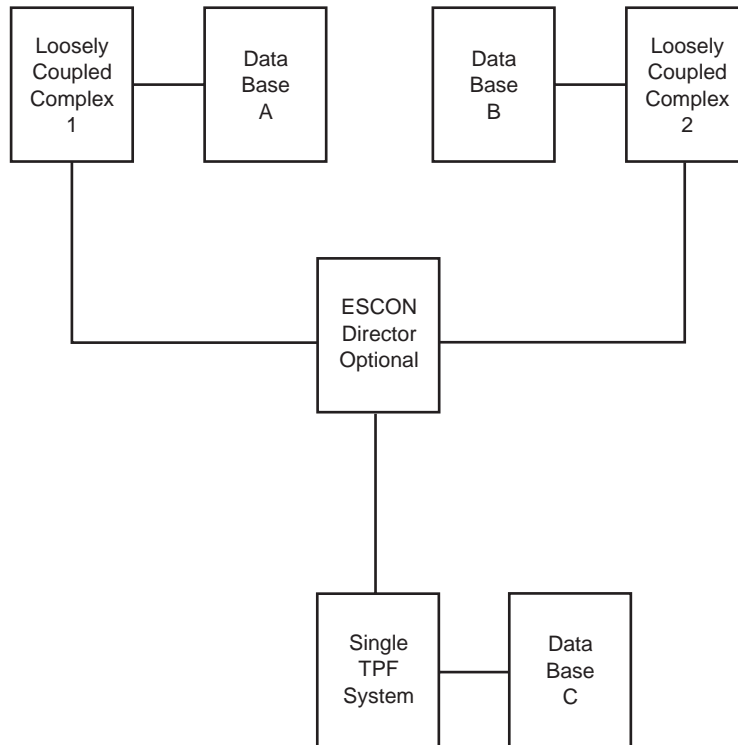 Loosely
Coupled
Complex
1
Data
Base
A
Data
Base
B
Loosely
Coupled
Complex
2
ESCON
Director
Optional
Single
TPF
System
Data
Base
C